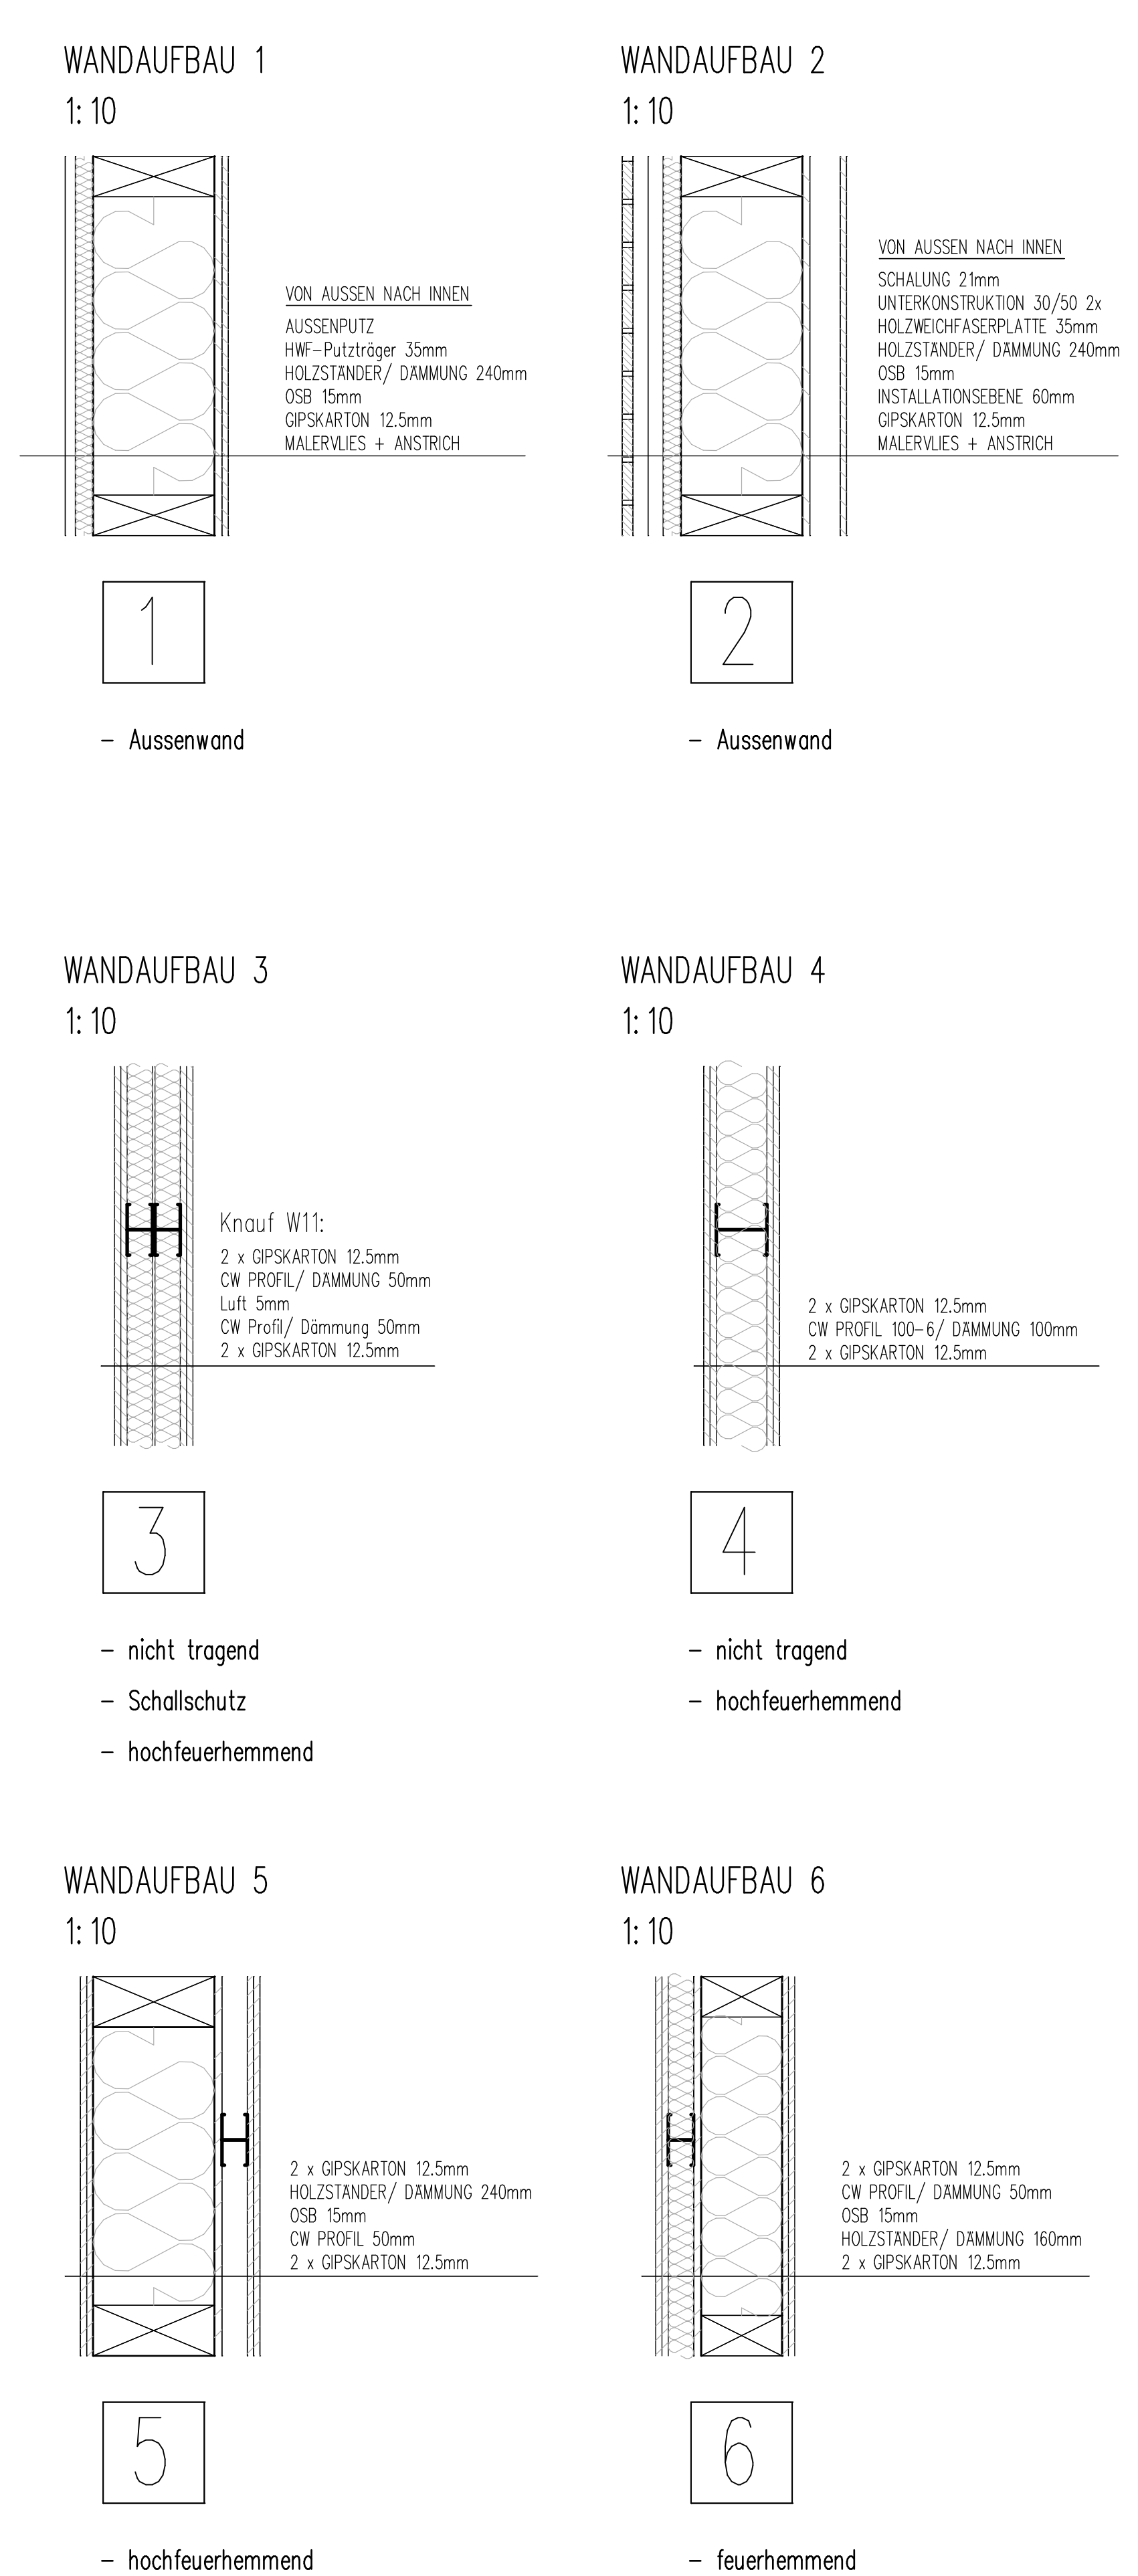 WANDAUFBAU 1
1: 10
VON AUSSEN NACH INNEN
AUSSENPUTZ
HWF-Putzträger 35mm
HOLZSTÄNDER/ DÄMMUNG 240mm
OSB 15mm
GIPSKARTON 12.5mm
MALERVLIES + ANSTRICH
1
- Aussenwand
WANDAUFBAU 2
1: 10
VON AUSSEN NACH INNEN
SCHALUNG 21mm
UNTERKONSTRUKTION 30/50 2x
HOLZWEICHFASERPLATTE 35mm
HOLZSTÄNDER/ DÄMMUNG 240mm
OSB 15mm
INSTALLATIONSEBENE 60mm
GIPSKARTON 12.5mm
MALERVLIES + ANSTRICH
2
- Aussenwand
WANDAUFBAU 3
1: 10
Knauf W11:
2 x GIPSKARTON 12.5mm
CW PROFIL/ DÄMMUNG 50mm
Luft 5mm
CW Profil/ Dämmung 50mm
2 x GIPSKARTON 12.5mm
3
- nicht tragend
- Schallschutz
- hochfeuerhemmend
WANDAUFBAU 4
1: 10
2 x GIPSKARTON 12.5mm
CW PROFIL 100-6/ DÄMMUNG 100mm
2 x GIPSKARTON 12.5mm
4
- nicht tragend
- hochfeuerhemmend
WANDAUFBAU 5
1: 10
2 x GIPSKARTON 12.5mm
HOLZSTÄNDER/ DÄMMUNG 240mm
OSB 15mm
CW PROFIL 50mm
2 x GIPSKARTON 12.5mm
5
- hochfeuerhemmend
WANDAUFBAU 6
1: 10
2 x GIPSKARTON 12.5mm
CW PROFIL/ DÄMMUNG 50mm
OSB 15mm
HOLZSTÄNDER/ DÄMMUNG 160mm
2 x GIPSKARTON 12.5mm
6
- feuerhemmend